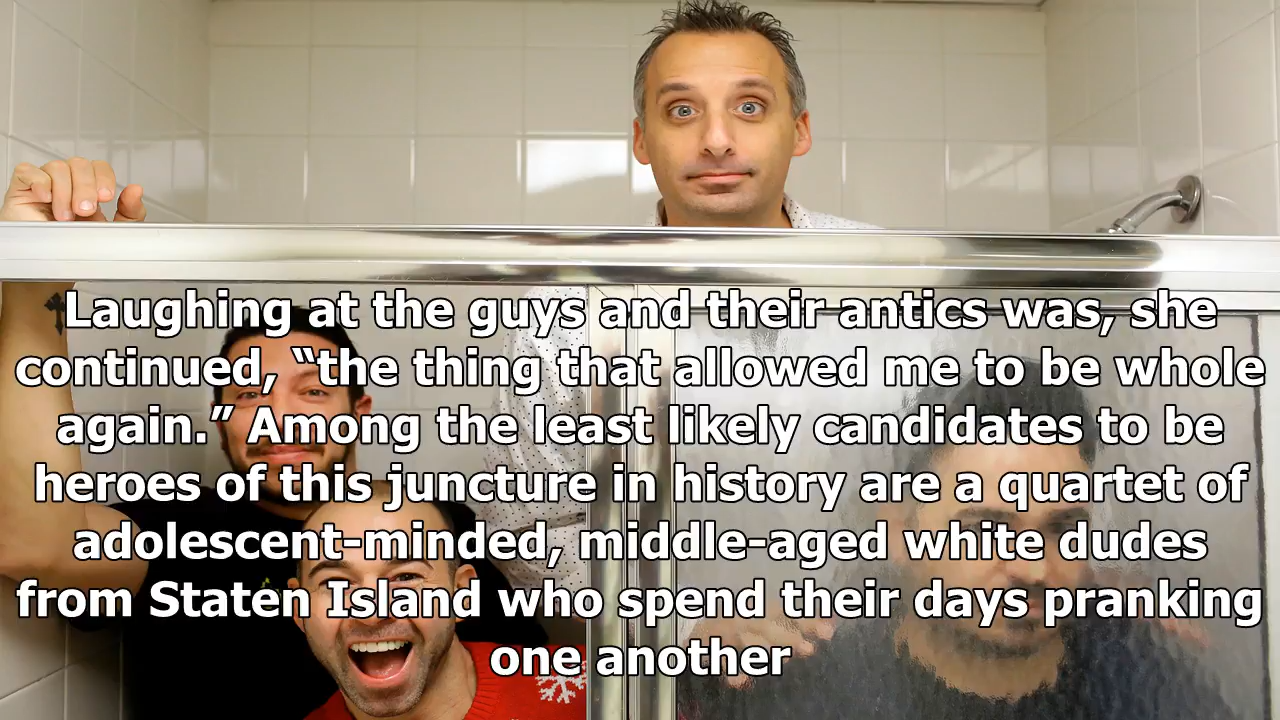 Laughing at the guys and their antics was, she
continued, “the thing that allowed me to be whole
again.” Among the least likely candidates to be
heroes of this juncture in history are a quartet of
adolescent-minded, middle-aged white dudes
from Staten Island who spend their days pranking
one another